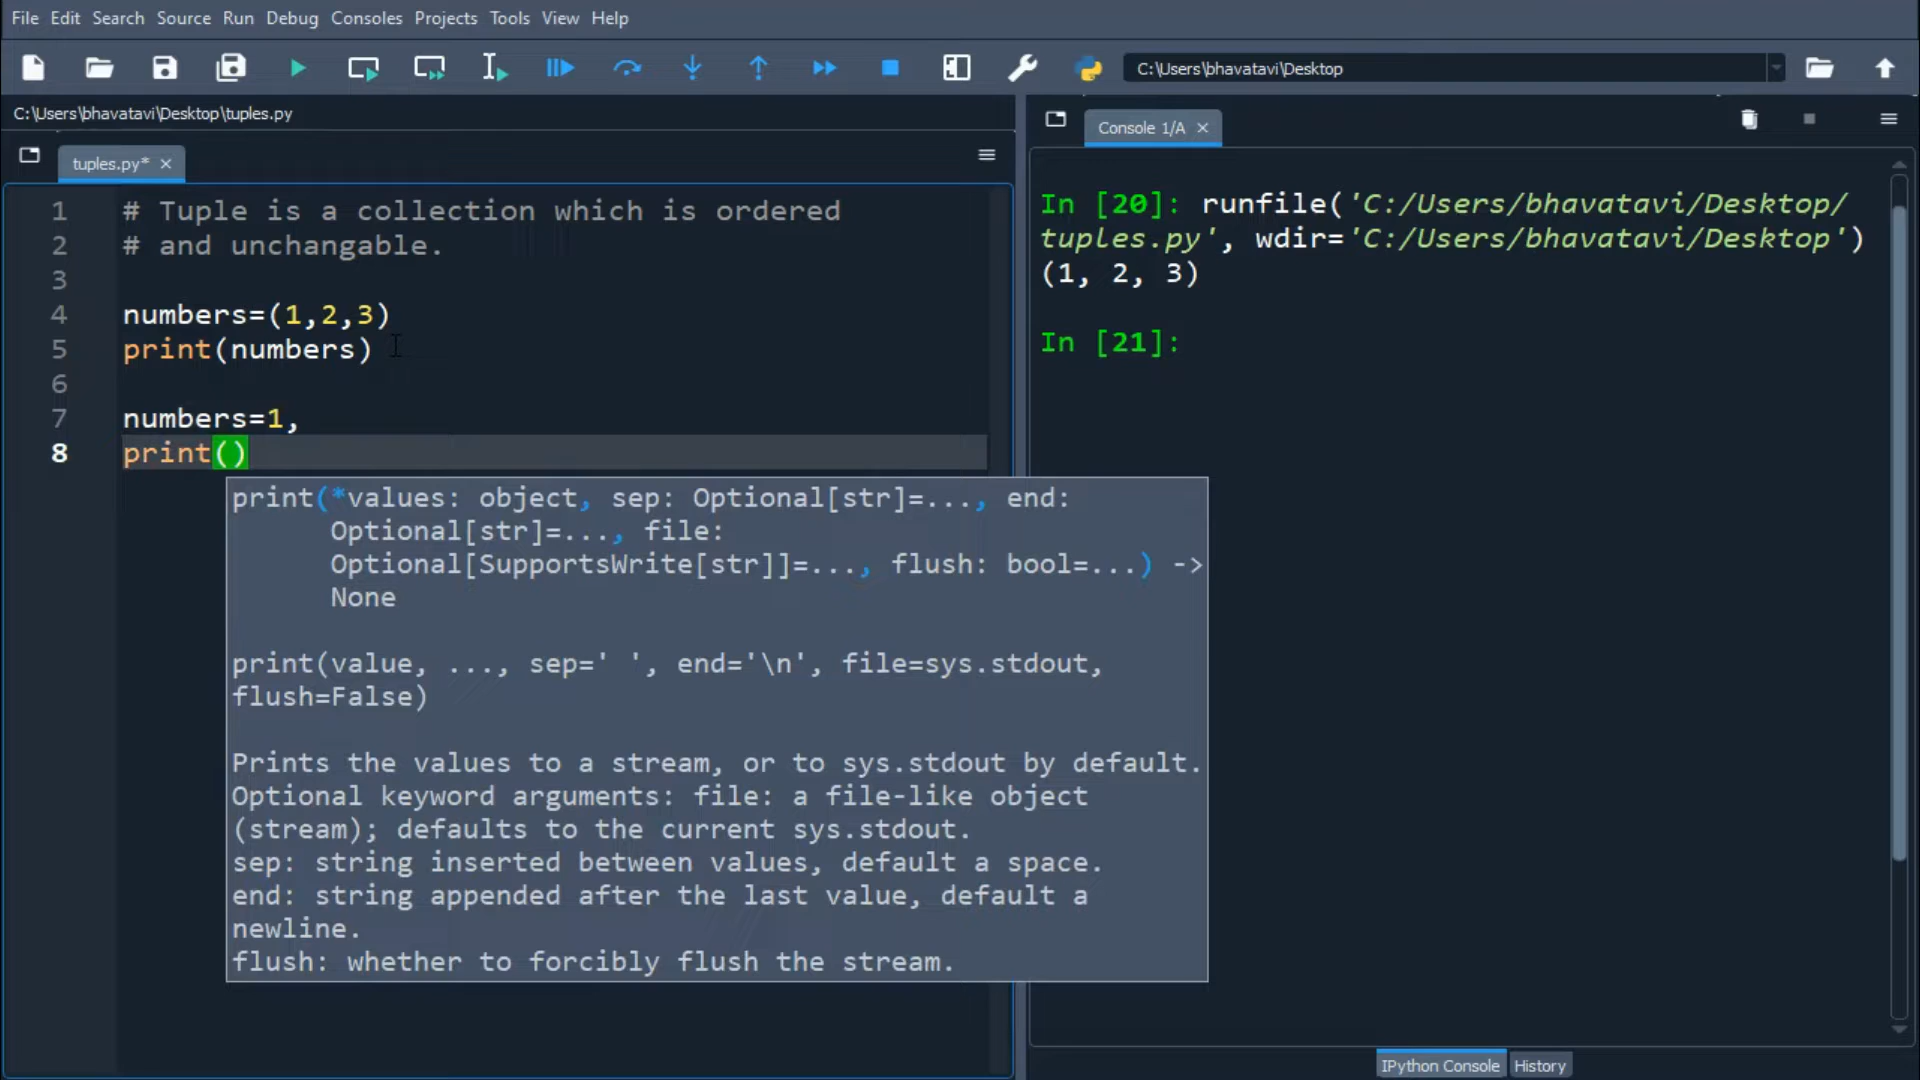 File Edit Search Source Run Debug Consoles Projects Tools View Help
C:\Users\bhavatavi\Desktop
C:\Users\bhavatavi\Desktop\tuples.py
tuples.py*
1 # Tuple is a collection which is ordered
2 # and unchangable.
3
4 numbers=(1,2,3)
5 print(numbers)
6
7 numbers=1,
8 print()
print(*values: object, sep: Optional[str]=..., end:
Optional[str]=..., file:
Optional[SupportsWrite[str]]=..., flush: bool=...) ->
None
print(value, ..., sep=' ', end='\n', file=sys.stdout,
flush=False)
Prints the values to a stream, or to sys.stdout by default.
Optional keyword arguments: file: a file-like object
(stream); defaults to the current sys.stdout.
sep: string inserted between values, default a space.
end: string appended after the last value, default a
newline.
flush: whether to forcibly flush the stream.
Console 1/A
In [20]: runfile('C:/Users/bhavatavi/Desktop/
tuples.py', wdir='C:/Users/bhavatavi/Desktop')
(1, 2, 3)
In [21]:
IPython Console History